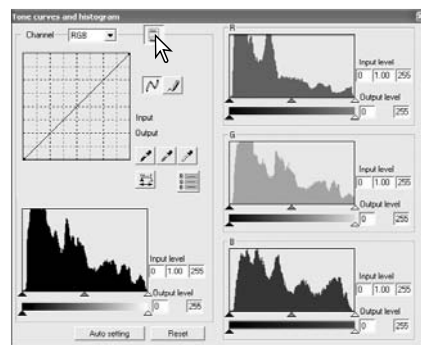 Tone curves and histogram
Channel RGB
Input
Output
Input level
0 1.00 255
Output level
0 255
Auto setting Reset
R
Input level
0 1.00 255
Output level
0 255
G
Input level
0 1.00 255
Output level
0 255
B
Input level
0 1.00 255
Output level
0 255